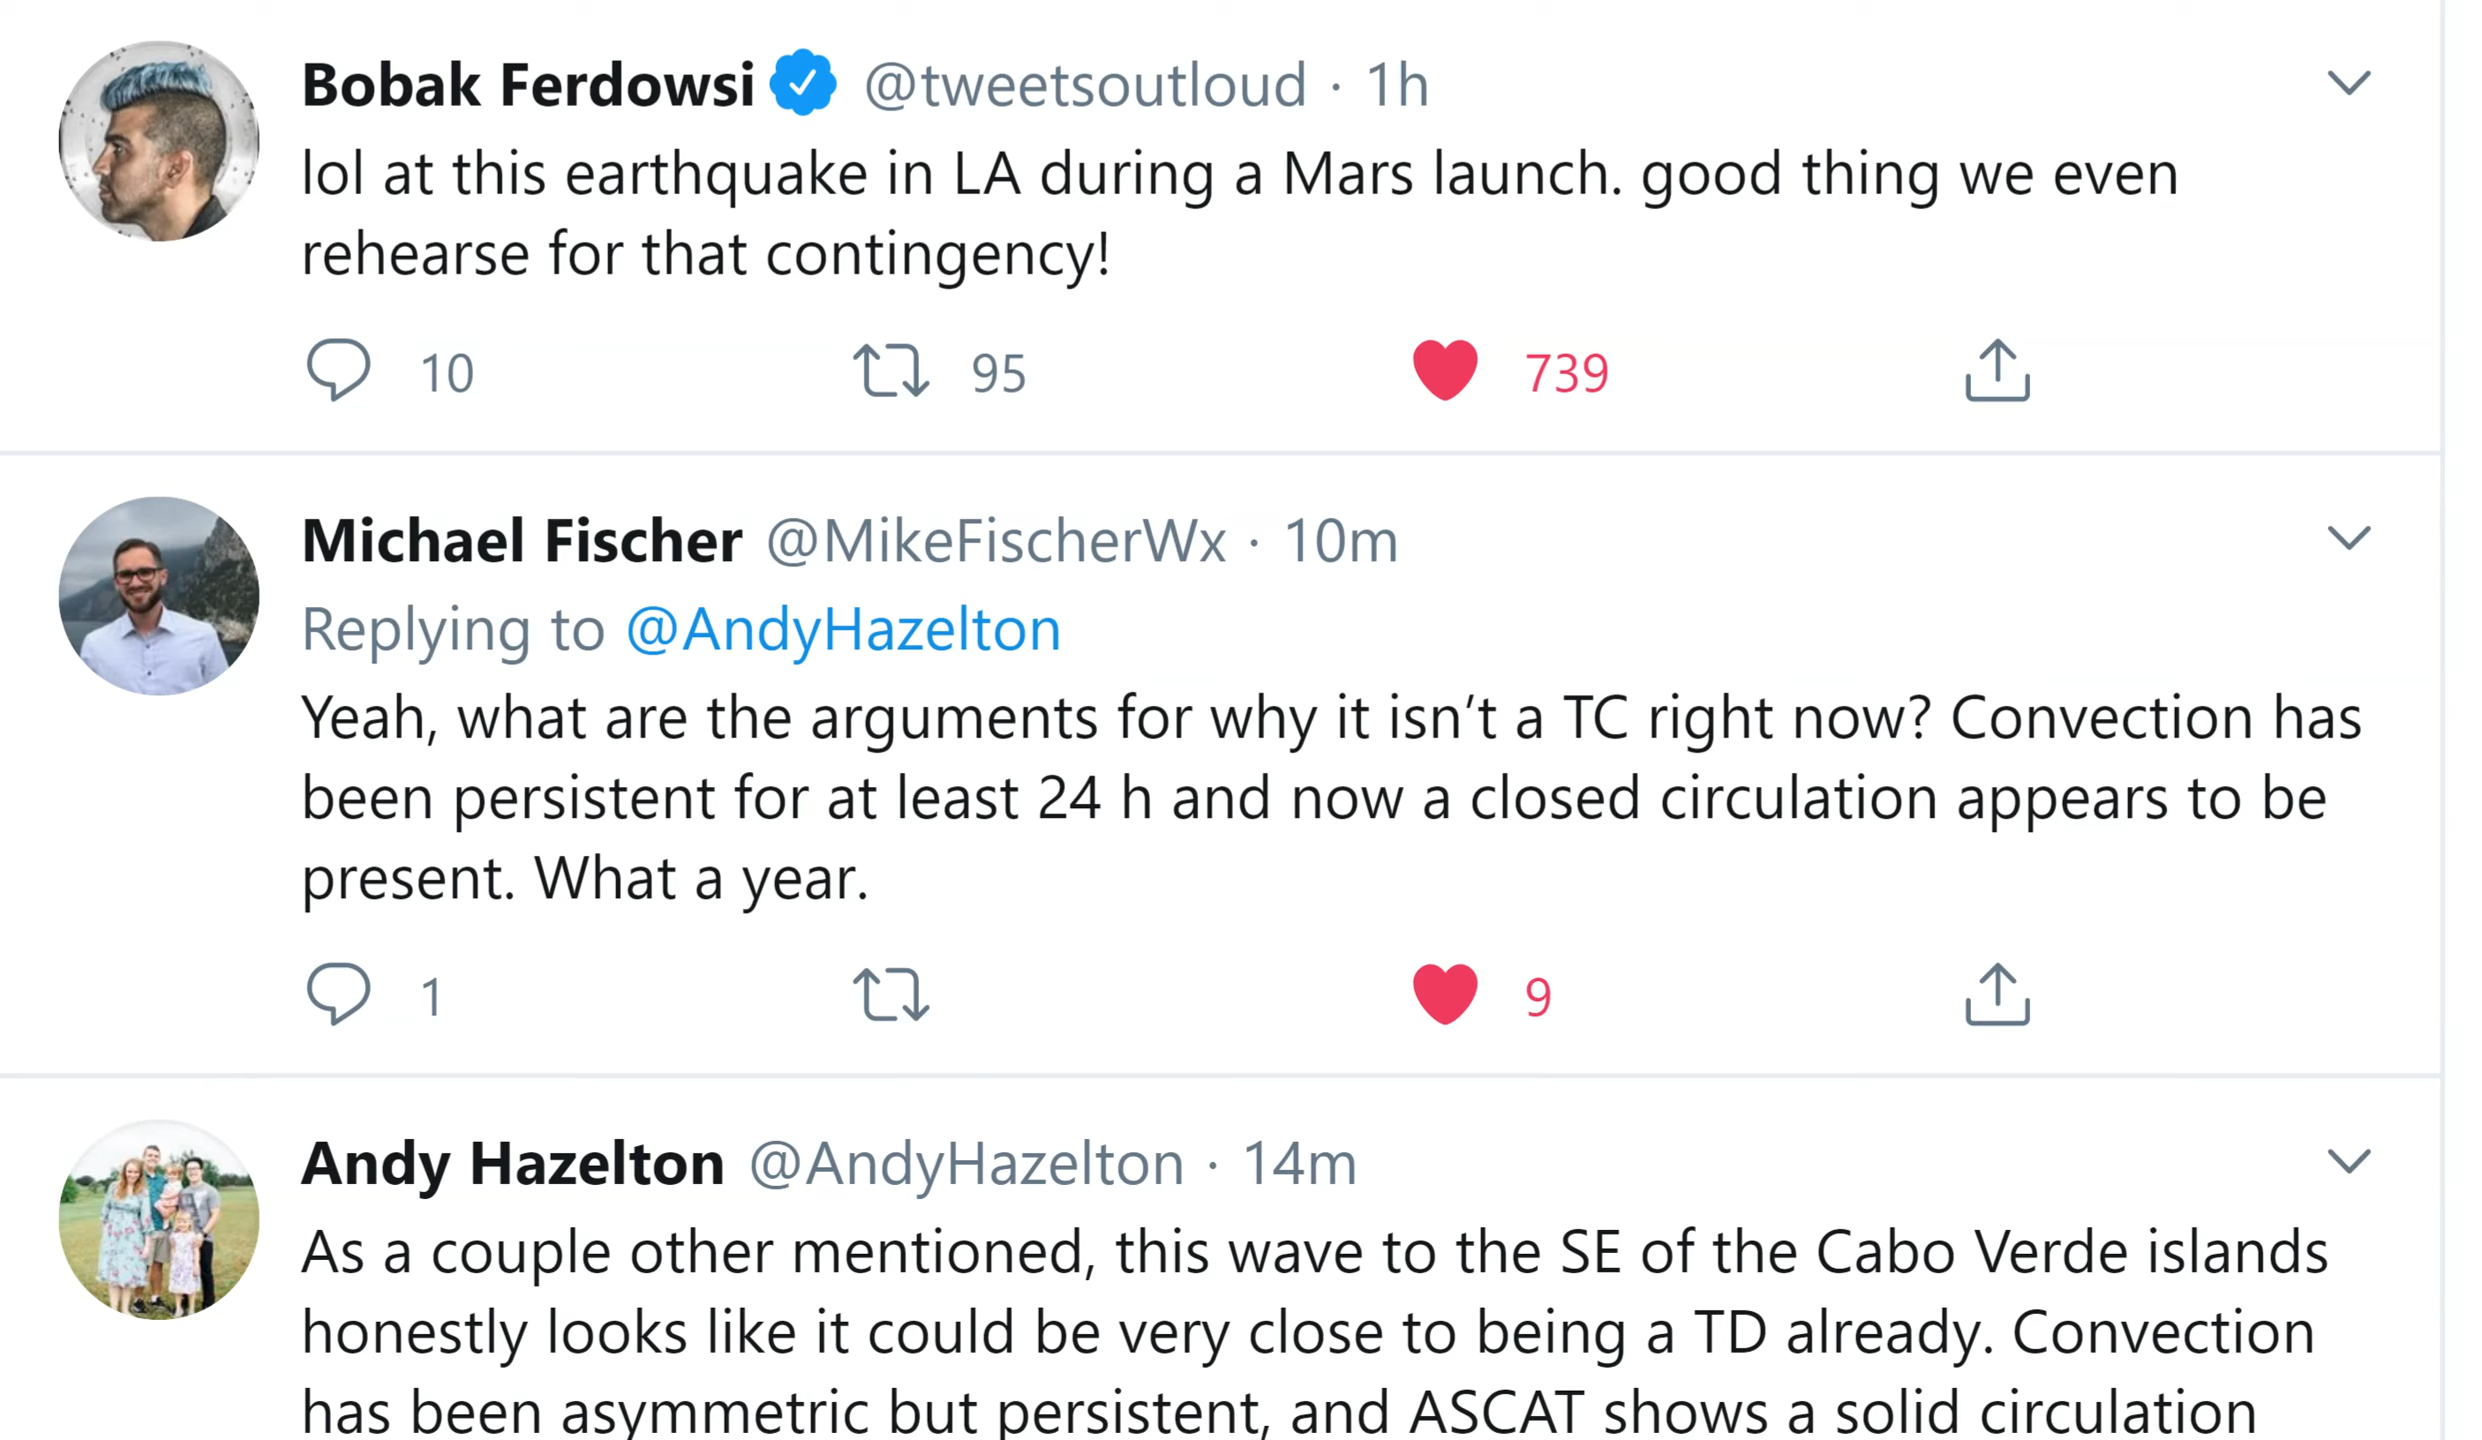 Bobak Ferdowsi @tweetsoutloud · 1h
lol at this earthquake in LA during a Mars launch. good thing we even
rehearse for that contingency!
10 95 739
Michael Fischer @MikeFischerWx · 10m
Replying to @AndyHazelton
Yeah, what are the arguments for why it isn’t a TC right now? Convection has
been persistent for at least 24 h and now a closed circulation appears to be
present. What a year.
1 9
Andy Hazelton @AndyHazelton · 14m
As a couple other mentioned, this wave to the SE of the Cabo Verde islands
honestly looks like it could be very close to being a TD already. Convection
has been asymmetric but persistent, and ASCAT shows a solid circulation